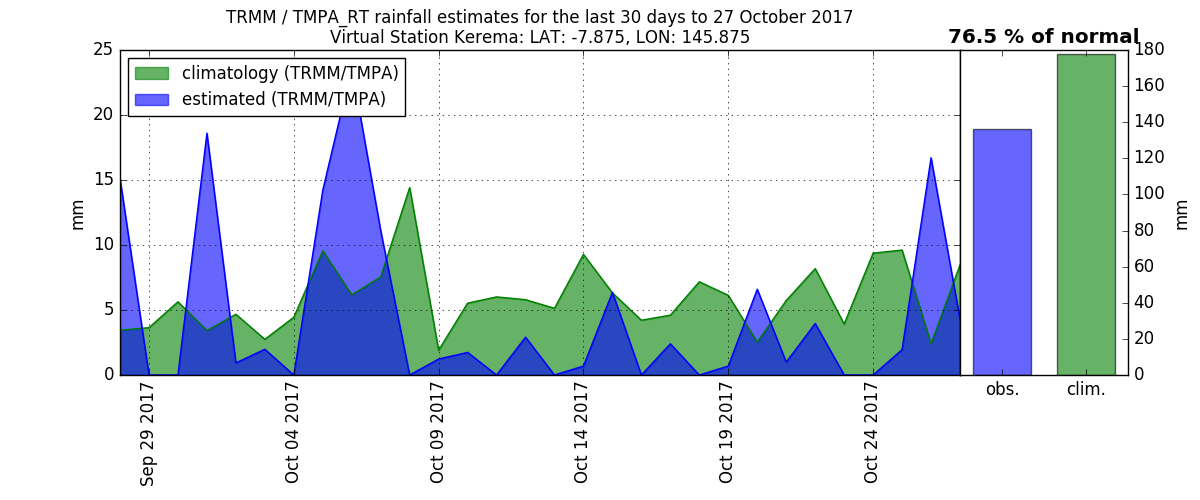 TRMM / TMPA_RT rainfall estimates for the last 30 days to 27 October 2017
Virtual Station Kerema: LAT: -7.875, LON: 145.875
76.5 % of normal
climatology (TRMM/TMPA)
estimated (TRMM/TMPA)
25
20
15
10
5
0
mm
180
160
140
120
100
80
60
40
20
0
mm
Sep 29 2017
Oct 04 2017
Oct 09 2017
Oct 14 2017
Oct 19 2017
Oct 24 2017
obs.
clim.